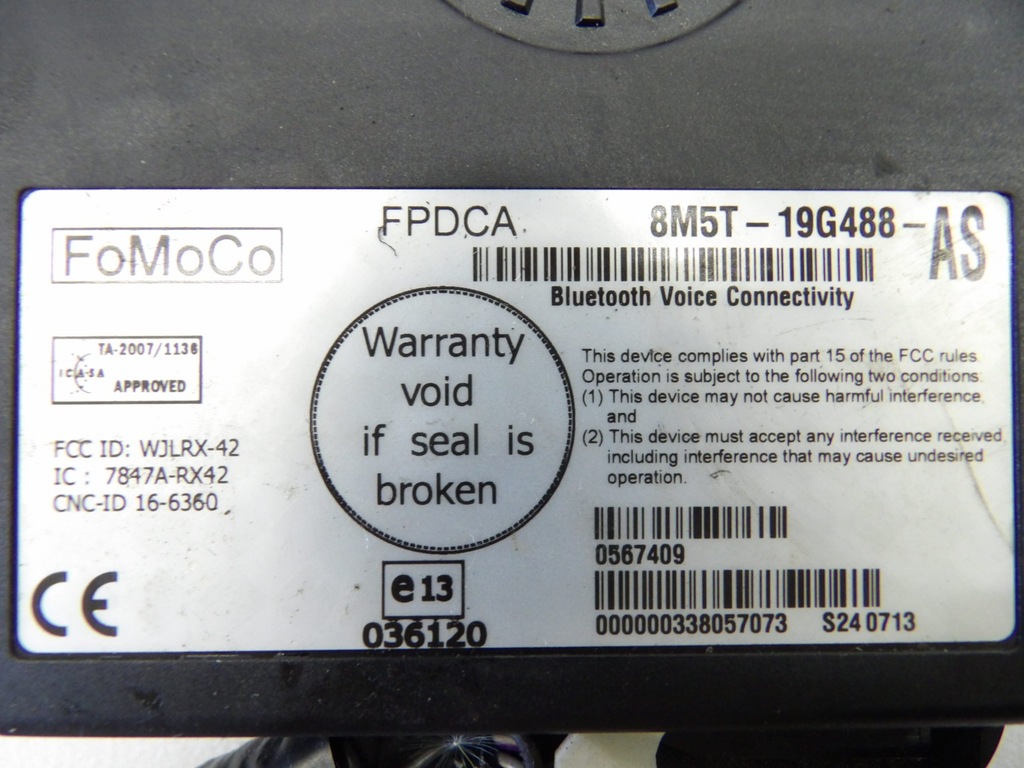 FoMoCo
FPDCA
8M5T-19G488-AS
Bluetooth Voice Connectivity
TA-2007/1136
ICASA
APPROVED
FCC ID: WJLRX-42
IC : 7847A-RX42
CNC-ID 16-6360
Warranty
void
if seal is
broken
This device complies with part 15 of the FCC rules
Operation is subject to the following two conditions
(1) This device may not cause harmful interference,
and
(2) This device must accept any interference received,
including interference that may cause undesired
operation.
0567409
000000338057073 S240713
CE
e13
036120